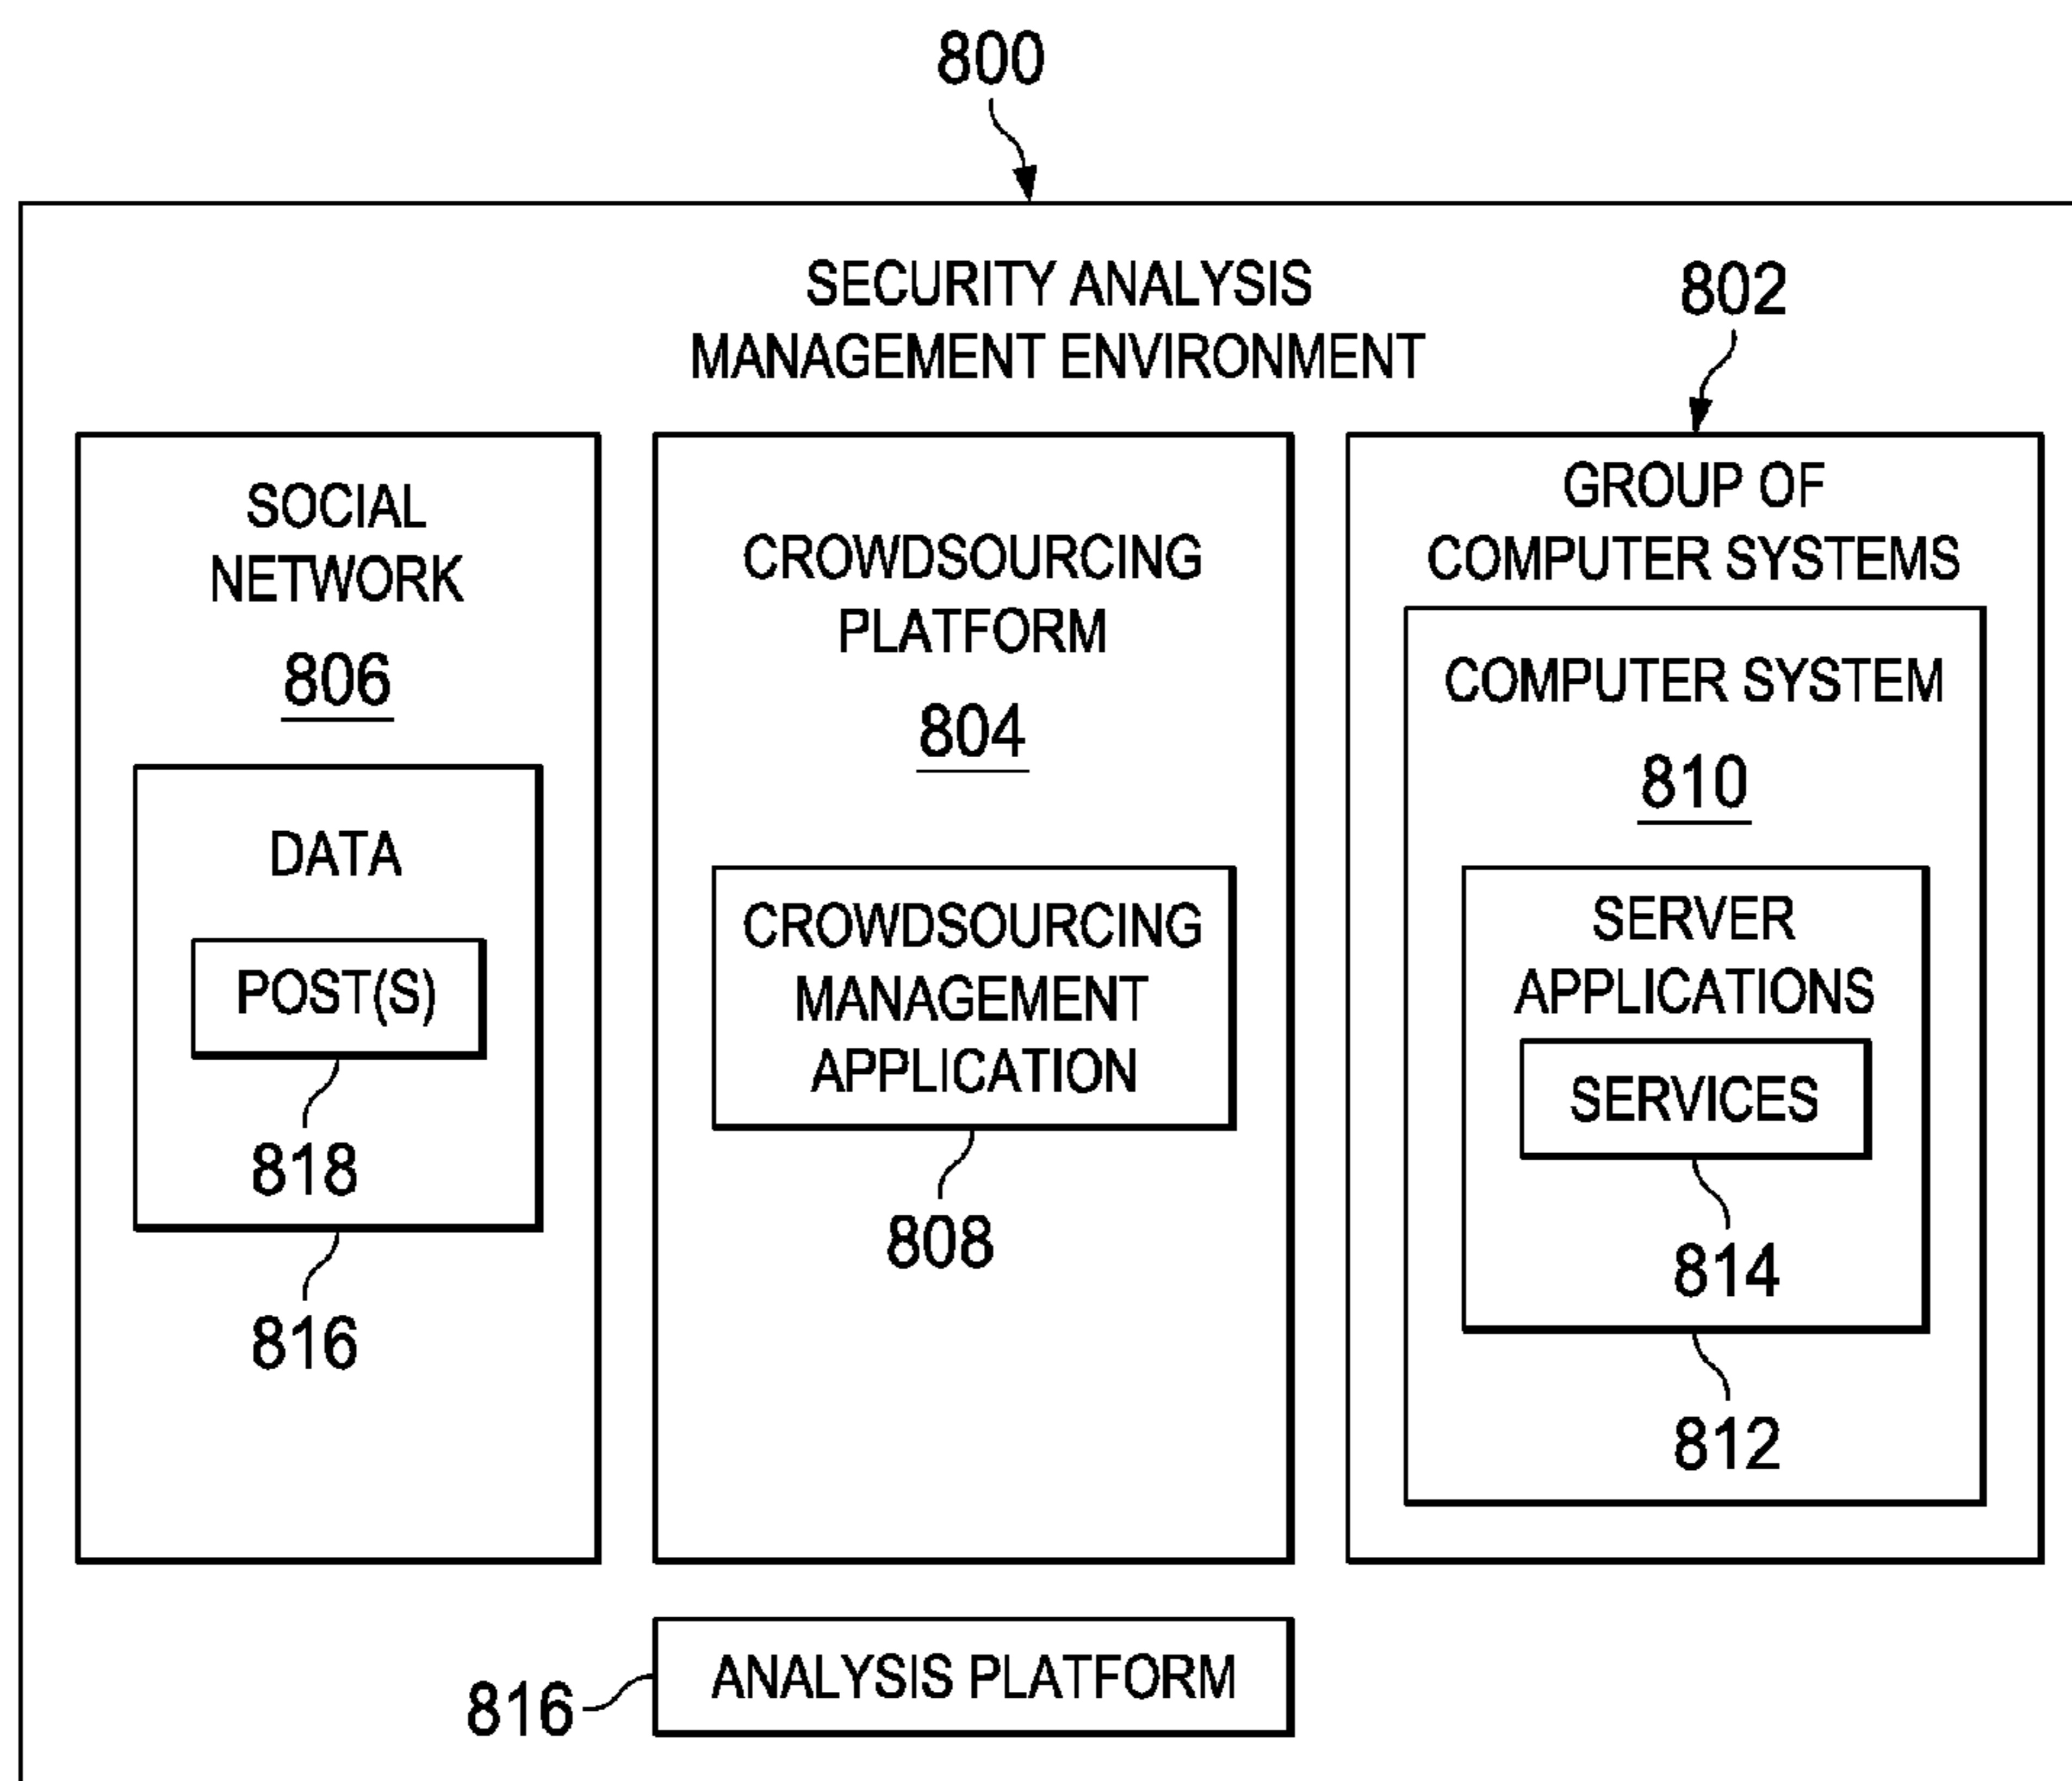 800
SECURITY ANALYSIS
MANAGEMENT ENVIRONMENT
802
SOCIAL
NETWORK
806
DATA
POST(S)
818
816
CROWDSOURCING
PLATFORM
804
CROWDSOURCING
MANAGEMENT
APPLICATION
808
GROUP OF
COMPUTER SYSTEMS
COMPUTER SYSTEM
810
SERVER
APPLICATIONS
SERVICES
814
812
816
ANALYSIS PLATFORM